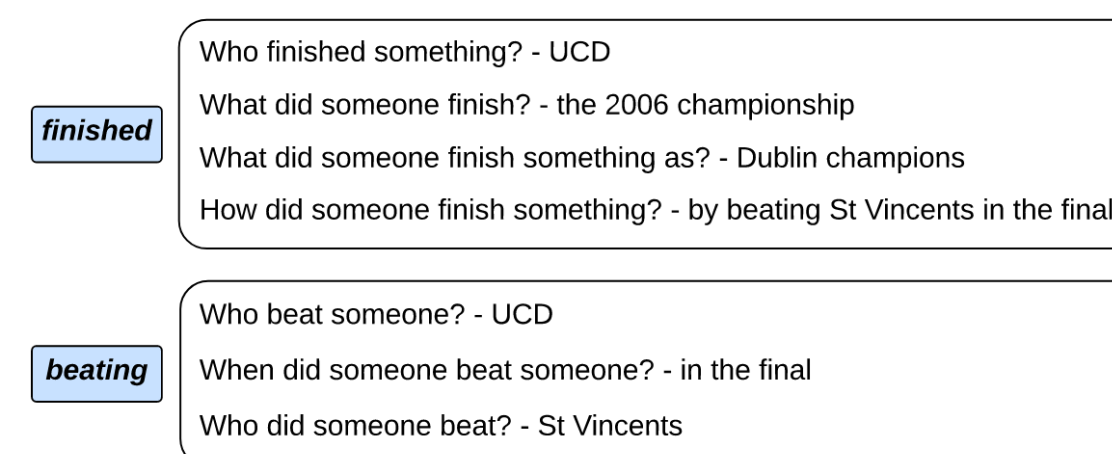 Who finished something? - UCD
What did someone finish? - the 2006 championship
finished
What did someone finish something as? - Dublin champions
How did someone finish something? - by beating St Vincents in the final
Who beat someone? - UCD
beating
When did someone beat someone? - in the final
Who did someone beat? - St Vincents